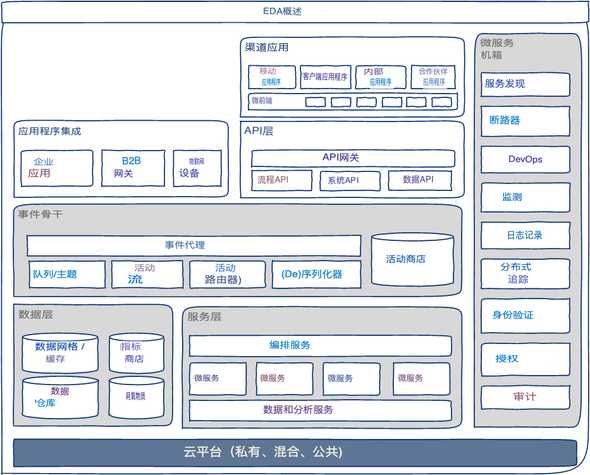 EDA概述
渠道应用
移动
应用程序
客户端应用程序
内部
应用程序
合作伙伴
应用程序
微前端
微服务
机箱
服务发现
断路器
DevOps
监测
日志记录
分布式
追踪
身份验证
授权
审计
应用程序集成
企业
应用
B2B
网关
物联网
设备
API层
API网关
流程API
系统API
数据API
事件骨干
事件代理
队列/主题
活动
流
活动
路由器)
(De)序列化器
活动商店
数据层
数据网格 /
缓存
指标
商店
数据
仓库
服务层
编排服务
微服务
微服务
微服务
微服务
数据和分析服务
云平台（私有、混合、公共)